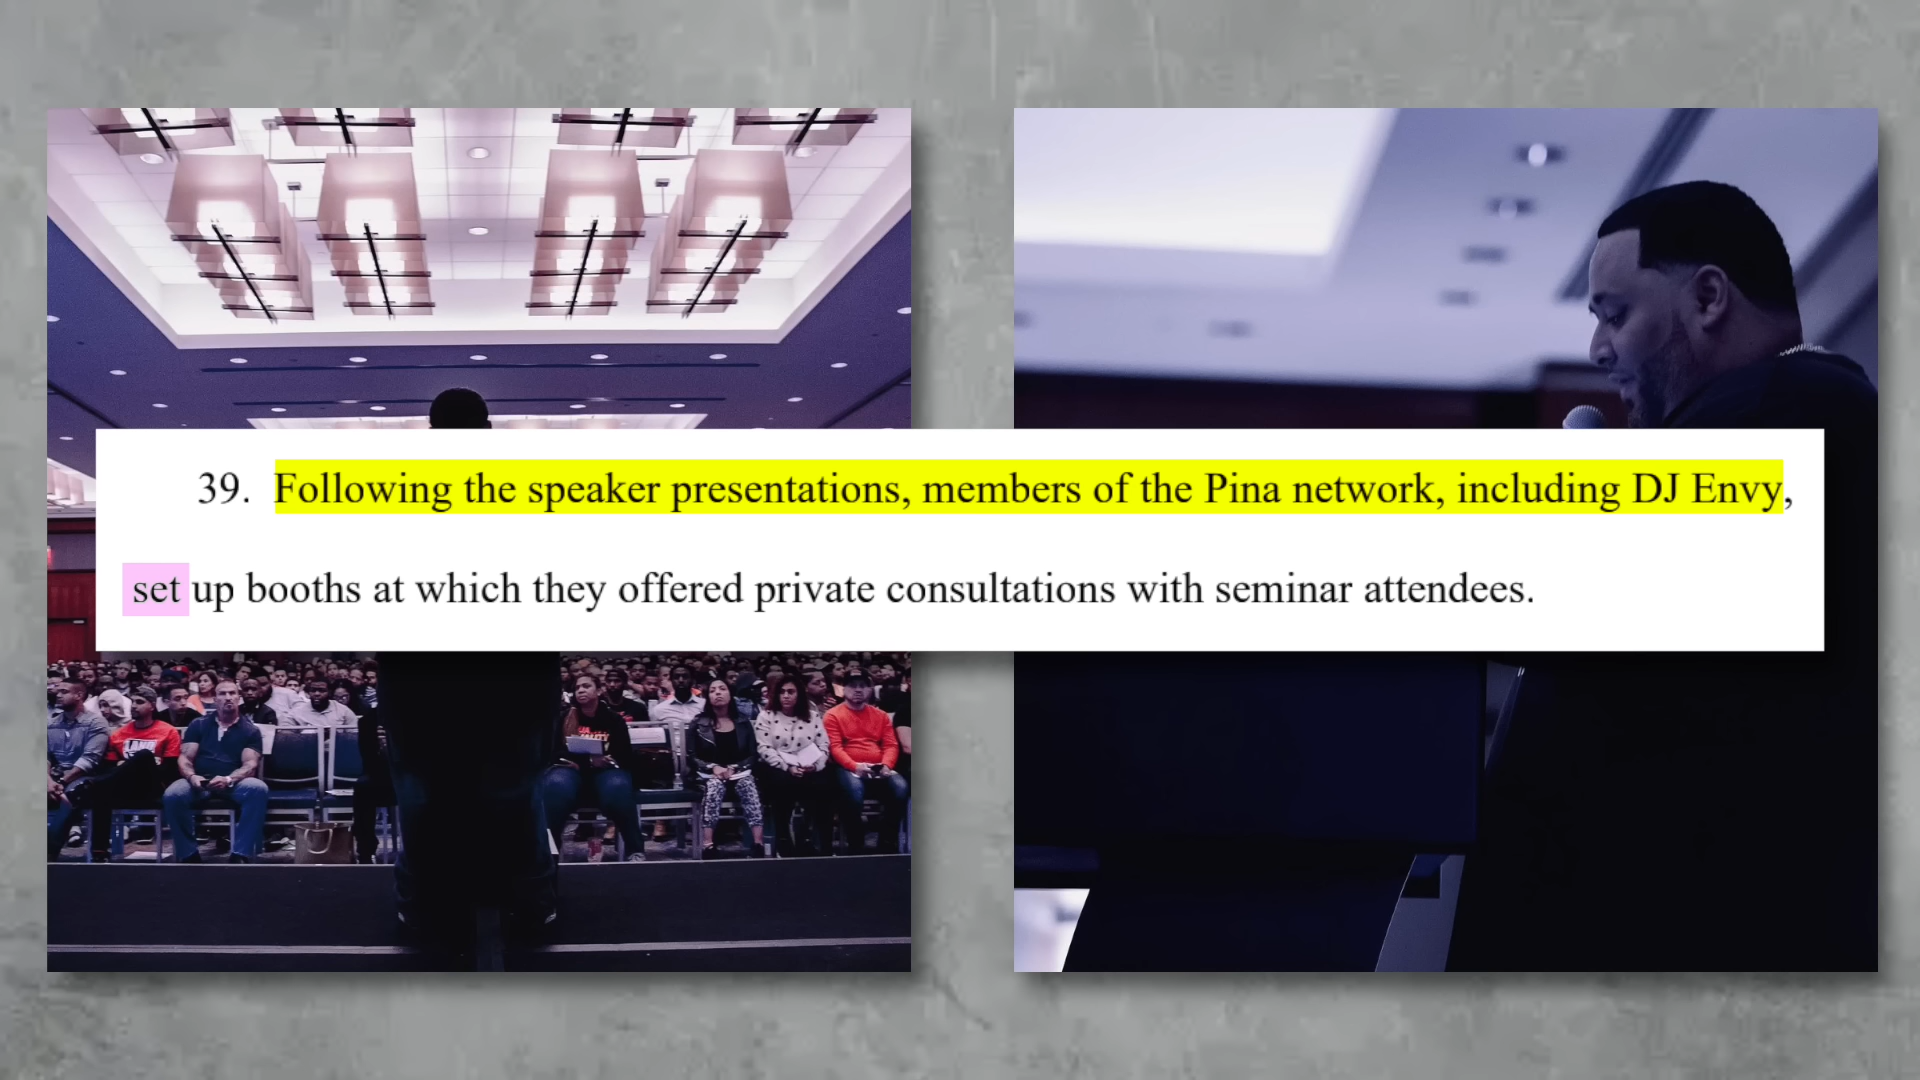 39. Following the speaker presentations, members of the Pina network, including DJ Envy,
set up booths at which they offered private consultations with seminar attendees.